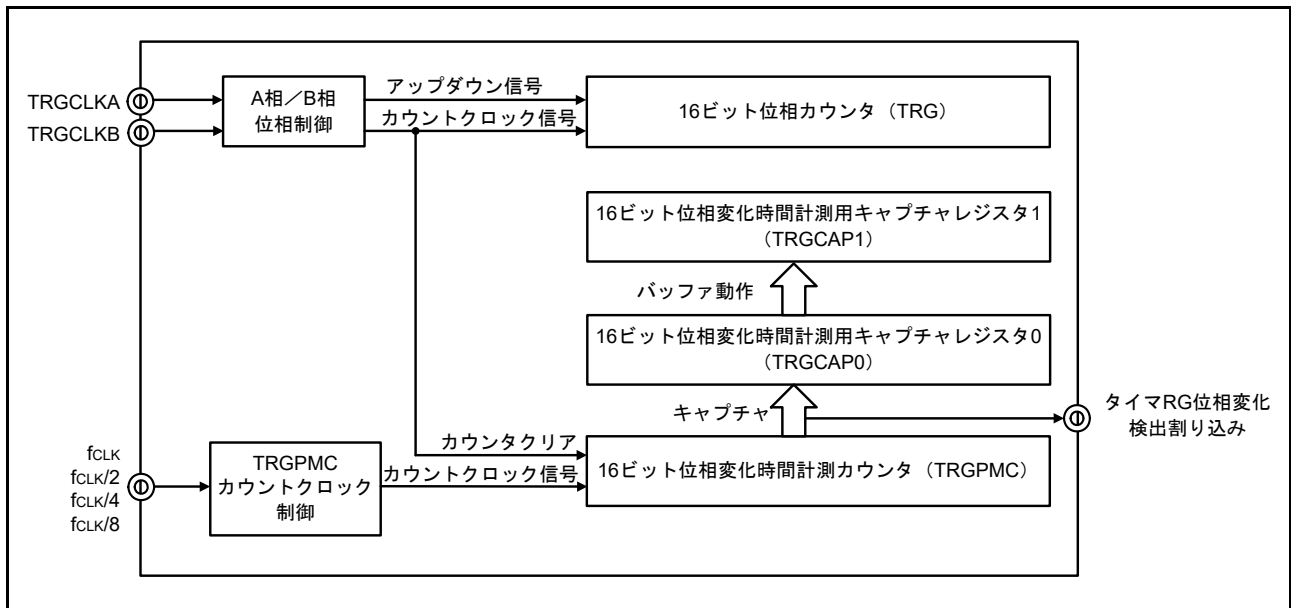 TRGCLKA
TRGCLKB
A相/B相
位相制御
アップダウン信号
カウントクロック信号
16ビット位相カウンタ（TRG）
16ビット位相変化時間計測用キャプチャレジスタ1
（TRGCAP1）
バッファ動作
16ビット位相変化時間計測用キャプチャレジスタ0
（TRGCAP0）
キャプチャ
タイマRG位相変化
検出割り込み
カウンタクリア
カウントクロック信号
16ビット位相変化時間計測カウンタ（TRGPMC）
fCLK
fCLK/2
fCLK/4
fCLK/8
TRGPMC
カウントクロック
制御